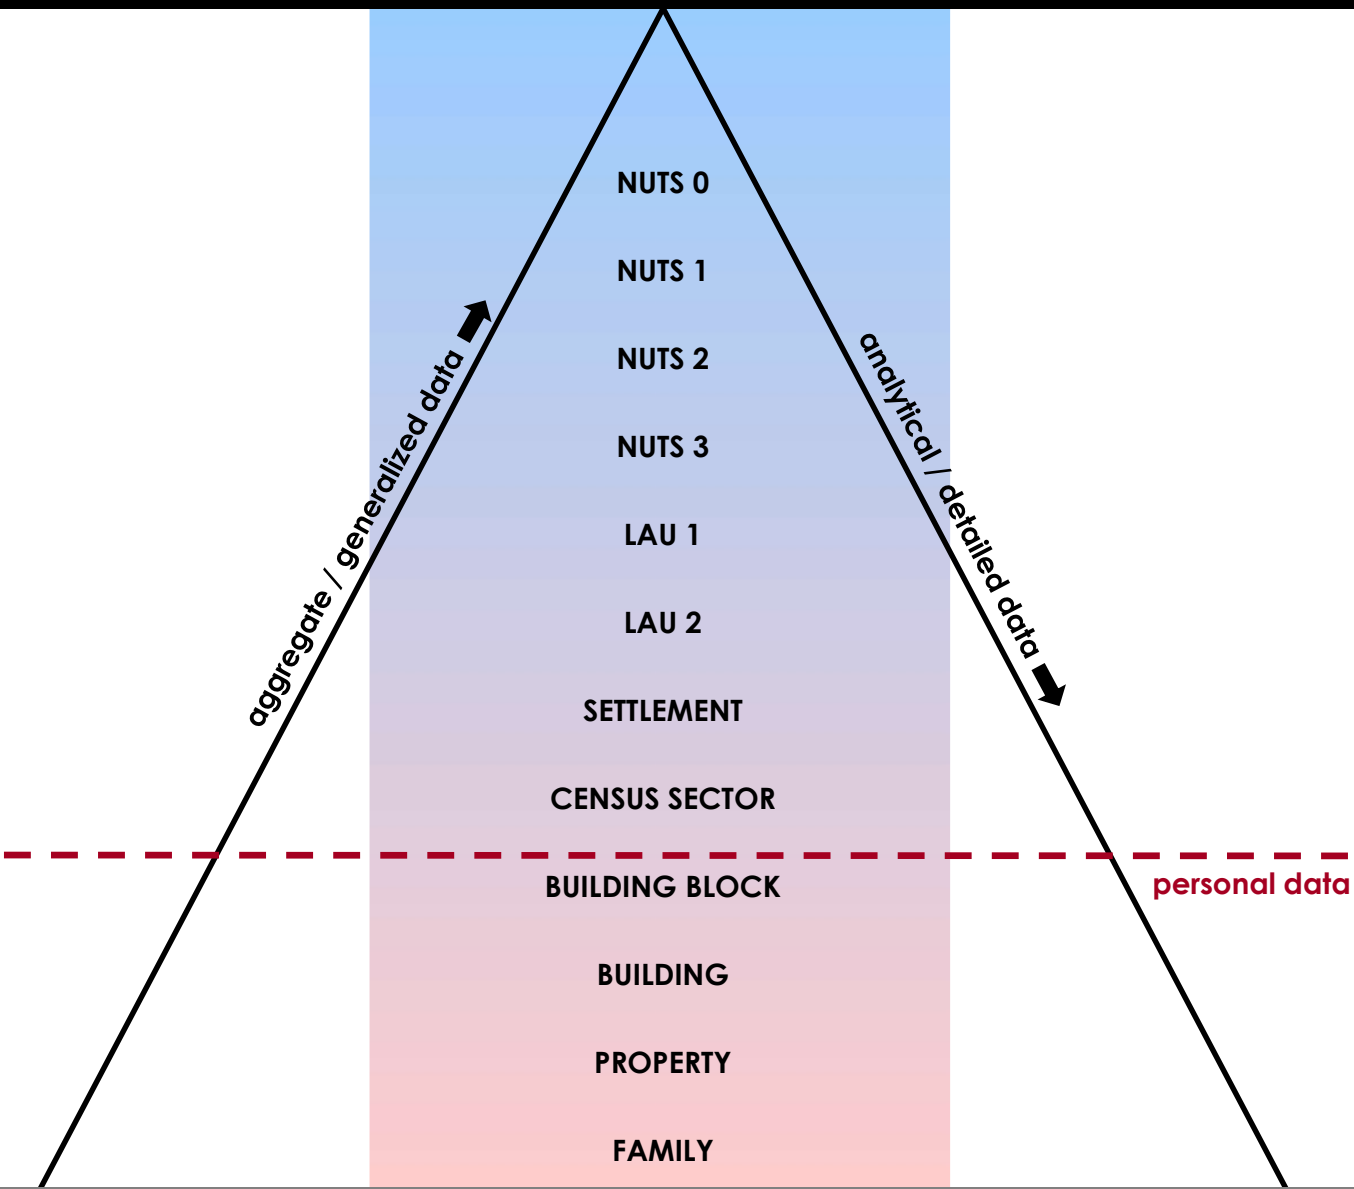 NUTS 0
NUTS 1
aggregate / generalized data
NUTS 2
analytical / detailed data
NUTS 3
LAU 1
LAU 2
SETTLEMENT
CENSUS SECTOR
BUILDING BLOCK
personal data
BUILDING
PROPERTY
FAMILY